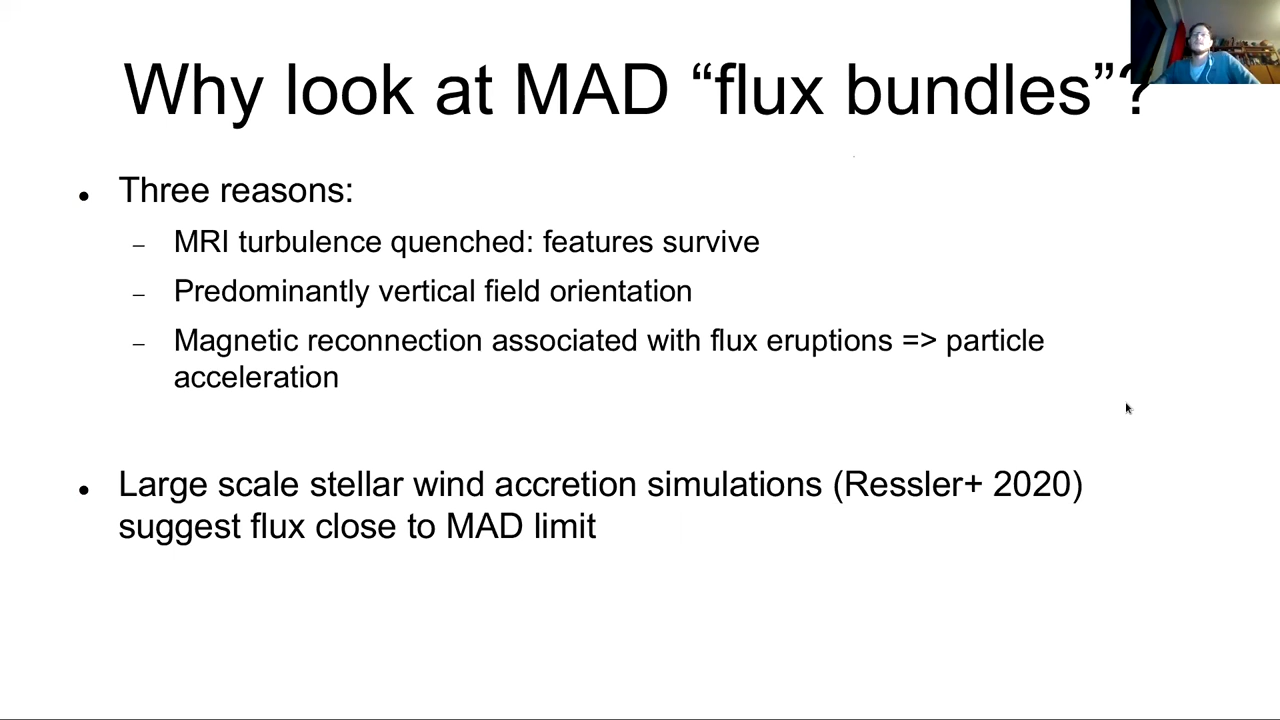 Why look at MAD “flux bundles”?
● Three reasons:
– MRI turbulence quenched: features survive
– Predominantly vertical field orientation
– Magnetic reconnection associated with flux eruptions => particle
acceleration
● Large scale stellar wind accretion simulations (Ressler+ 2020)
suggest flux close to MAD limit